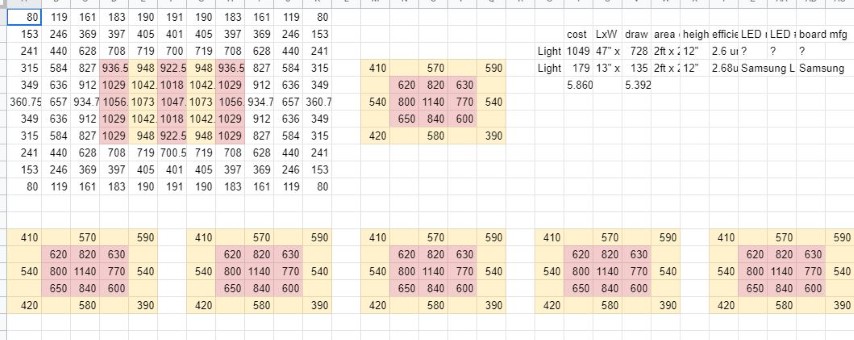 80 119 161 183 190 191 190 183 161 119 80
153 246 369 397 405 401 405 397 369 246 153 cost LxW draw area heigh efficie LED LED board mfg
241 440 628 708 719 700 719 708 628 440 241 Light 1049 47" x 728 2ft x 12" 2.6 ur ? ? ?
315 584 827 936.5 948 922.5 948 936.5 827 584 315 410 570 590 Light 179 13" x 135 2ft x 12" 2.68u Samsung L Samsung
349 636 912 1029 1042. 1018 1042. 1029 912 636 349 620 820 630 5.860 5.392
360.75 657 934.7 1056. 1073 1047. 1073 1056. 934.7 657 360.7 540 800 1140 770 540
349 636 912 1029 1042. 1018 1042. 1029 912 636 349 650 840 600
315 584 827 1029 948 922.5 948 1029 827 584 315 420 580 390
241 440 628 708 719 700.5 719 708 628 440 241
153 246 369 397 405 401 405 397 369 246 153
80 119 161 183 190 191 190 183 161 119 80
410 570 590 410 570 590 410 570 590 410 570 590 410 570 590
620 820 630 620 820 630 620 820 630 620 820 630 620 820 630
540 800 1140 770 540 800 1140 770 540 540 800 1140 770 540 540 800 1140 770 540 540 800 1140 770 540
650 840 600 650 840 600 650 840 600 650 840 600 650 840 600
420 580 390 420 580 390 420 580 390 420 580 390 420 580 390